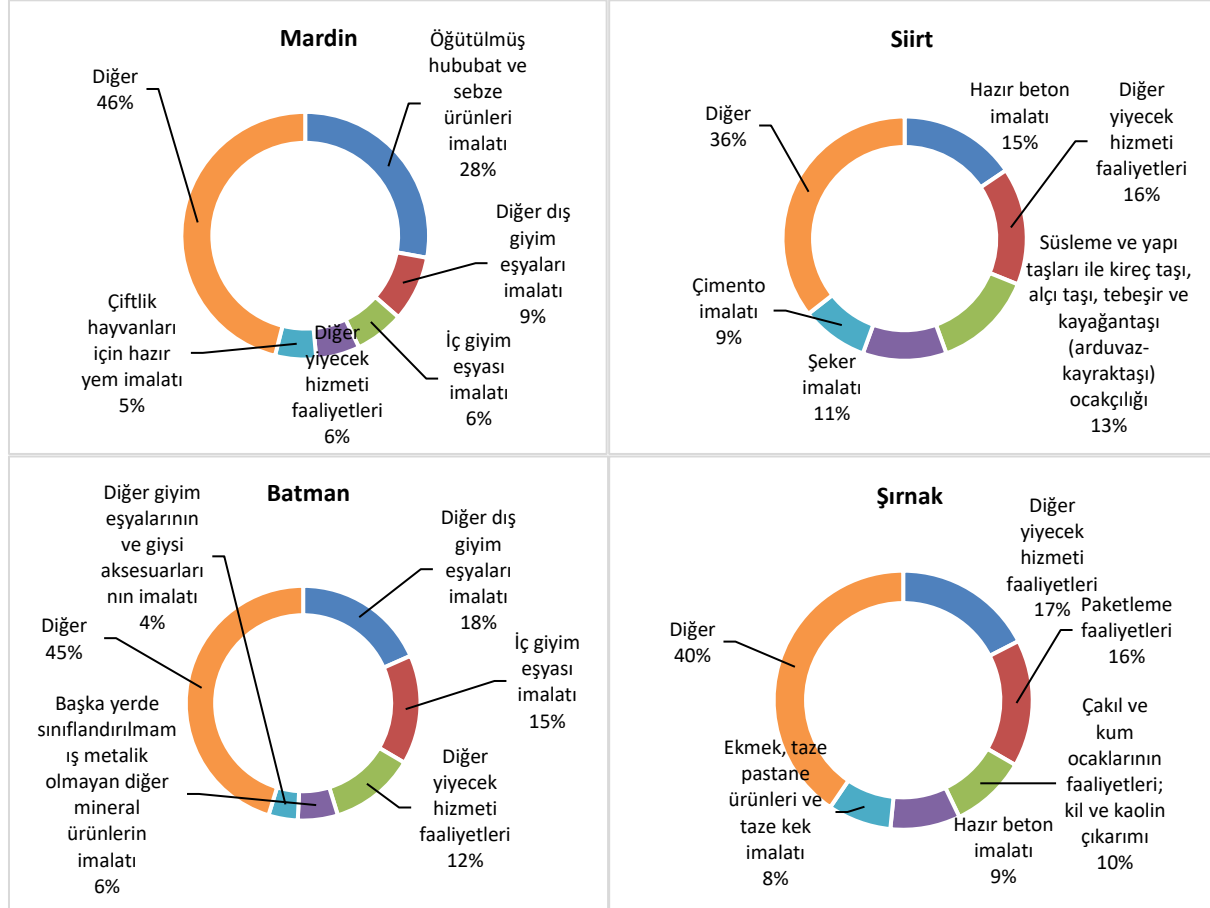 Mardin
Öğütülmüş
hububat ve
sebze
ürünleri
imalatı
28%
Diğer dış
giyim
eşyaları
imalatı
9%
İç giyim
eşyası
imalatı
6%
Diğer
yiyecek
hizmeti
faaliyetleri
6%
Çiftlik
hayvanları
için hazır
yem imalatı
5%
Diğer
46%
Siirt
Hazır beton
imalatı
15%
Diğer
yiyecek
hizmeti
faaliyetleri
16%
Süsleme ve yapı
taşları ile kireç taşı,
alçı taşı, tebeşir ve
kayağantaşı
(arduvaz-
kayraktaşı)
ocakçılığı
13%
Şeker
imalatı
11%
Çimento
imalatı
9%
Diğer
36%
Batman
Diğer dış
giyim
eşyaları
imalatı
18%
İç giyim
eşyası
imalatı
15%
Diğer
yiyecek
hizmeti
faaliyetleri
12%
Başka yerde
sınıflandırılmam
ış metalik
olmayan diğer
mineral
ürünlerin
imalatı
6%
Diğer giyim
eşyalarının
ve giysi
aksesuarları
nın imalatı
4%
Diğer
45%
Şırnak
Diğer
yiyecek
hizmeti
faaliyetleri
17%
Paketleme
faaliyetleri
16%
Çakıl ve
kum
ocaklarının
faaliyetleri;
kil ve kaolin
çıkarımı
10%
Hazır beton
imalatı
9%
Ekmek, taze
pastane
ürünleri ve
taze kek
imalatı
8%
Diğer
40%